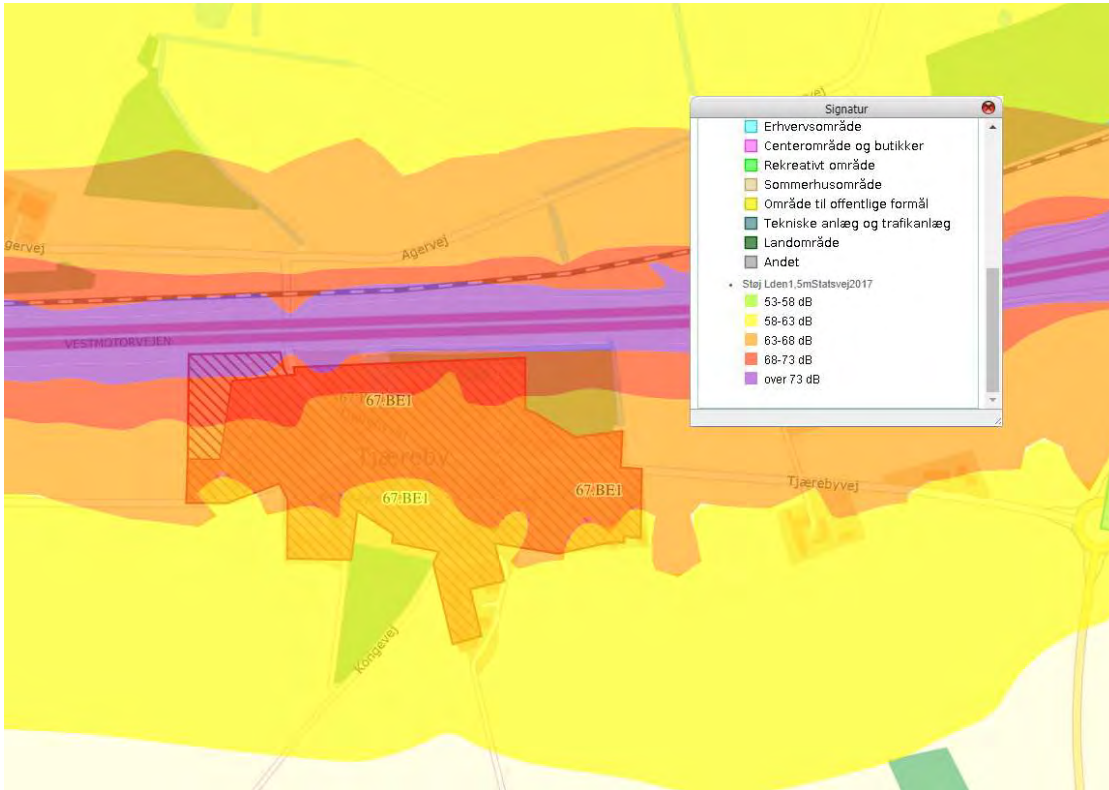 Signatur
Erhvervsområde
Centerområde og butikker
Rekreativt område
Sommerhusområde
Område til offentlige formål
Tekniske anlæg og trafikanlæg
Landområde
Andet
Støj Lden1,5mStatsvej2017
53-58 dB
58-63 dB
63-68 dB
68-73 dB
over 73 dB
gervej
Agervej
VESTMOTORVEJEN
67.BE1
Tjæreby
67.BE1
67.BE1
Tjærebyvej
Kongevej